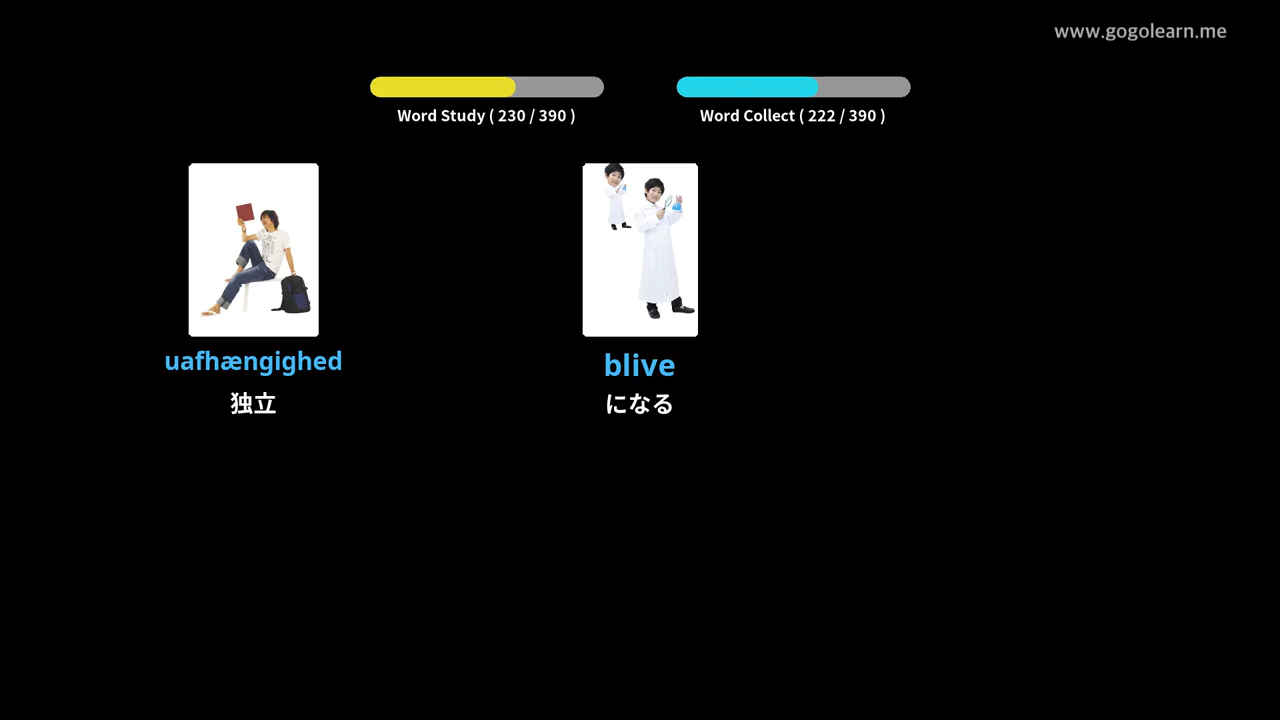 www.gogolearn.me
Word Study ( 230 / 390 )
Word Collect ( 222 / 390 )
uafhængighed
独立
blive
になる